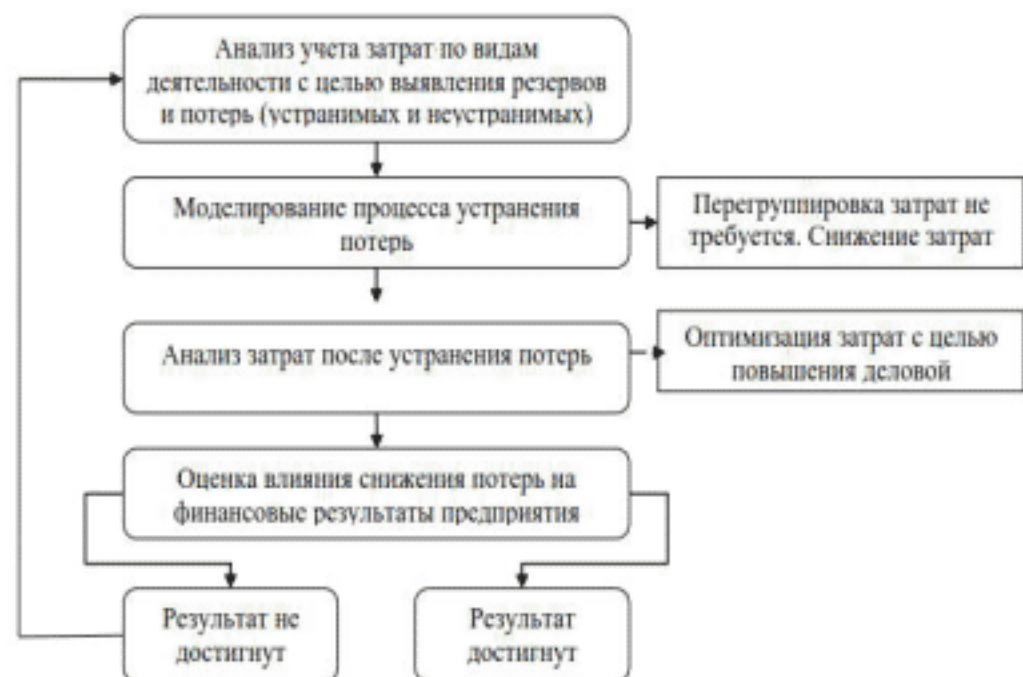 Анализ учета затрат по видам
деятельности с целью выявления резервов
и потерь (устранимых и неустранимых)
Моделирование процесса устранения
потерь
Перегруппировка затрат не
требуется. Снижение затрат
Анализ затрат после устранения потерь
Оптимизация затрат с целью
повышения деловой
Оценка влияния снижения потерь на
финансовые результаты предприятия
Результат не
достигнут
Результат
достигнут